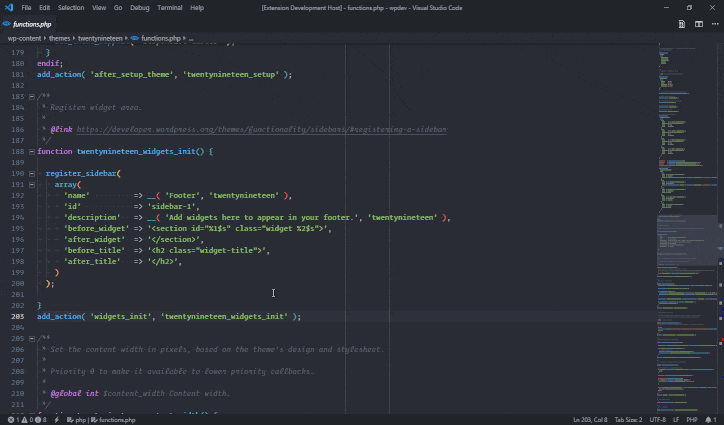 File Edit Selection View Go Debug Terminal Help [Extension Development Host] - functions.php - wpdev - Visual Studio Code
functions.php
wp-content > themes > twentynineteen > functions.php > ...
179 }
180 endif;
181 add_action( 'after_setup_theme', 'twentynineteen_setup' );
182
183 /**
184 * Register widget area.
185 *
186 * @link https://developer.wordpress.org/themes/functionality/sidebars/#registering-a-sidebar
187 */
188 function twentynineteen_widgets_init() {
189
190 register_sidebar(
191 array(
192 'name' => __( 'Footer', 'twentynineteen' ),
193 'id' => 'sidebar-1',
194 'description' => __( 'Add widgets here to appear in your footer.', 'twentynineteen' ),
195 'before_widget' => '<section id="%1$s" class="widget %2$s">',
196 'after_widget' => '</section>',
197 'before_title' => '<h2 class="widget-title">',
198 'after_title' => '</h2>',
199 )
200 );
201
202 }
203 add_action( 'widgets_init', 'twentynineteen_widgets_init' );
204
205 /**
206 * Set the content width in pixels, based on the theme's design and stylesheet.
207 *
208 * Priority 0 to make it available to lower priority callbacks.
209 *
210 * @global int $content_width Content width.
211 */
1 0 8 php | functions.php Ln 203, Col 8 Tab Size: 2 UTF-8 LF PHP 1